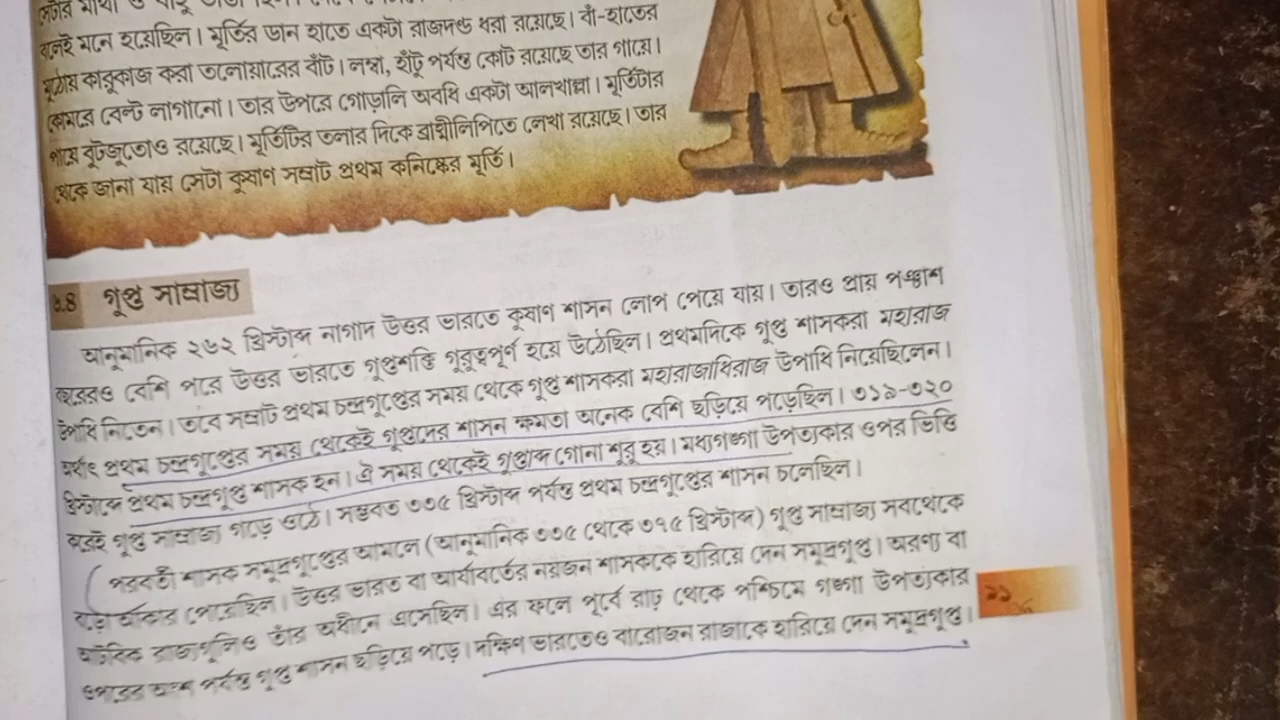 বলেই মনে হয়েছিল। মূর্তির ডান হাতে একটা রাজদণ্ড ধরা রয়েছে। বাঁ-হাতের
মুঠোয় কারুকাজ করা তলোয়ারের বাঁট। লম্বা, হাঁটু পর্যন্ত কোট রয়েছে তার গায়ে।
কোমরে বেল্ট লাগানো। তার উপরে গোড়ালি অবধি একটা আলখাল্লা। মূর্তিটার
পায়ে বুটজুতোও রয়েছে। মূর্তিটির তলার দিকে ব্রাহ্মীলিপিতে লেখা রয়েছে। তার
থেকে জানা যায় সেটা কুষাণ সম্রাট প্রথম কনিষ্কের মূর্তি।
.৪ গুপ্ত সাম্রাজ্য
আনুমানিক ২৬২ খ্রিস্টাব্দ নাগাদ উত্তর ভারতে কুষাণ শাসন লোপ পেয়ে যায়। তারও প্রায় পঞ্চাশ
বছরেরও বেশি পরে উত্তর ভারতে গুপ্তশক্তি গুরুত্বপূর্ণ হয়ে উঠেছিল। প্রথমদিকে গুপ্ত শাসকরা মহারাজ
উপাধি নিতেন। তবে সম্রাট প্রথম চন্দ্রগুপ্তের সময় থেকে গুপ্ত শাসকরা মহারাজাধিরাজ উপাধি নিয়েছিলেন।
অর্থাৎ প্রথম চন্দ্রগুপ্তের সময় থেকেই গুপ্তদের শাসন ক্ষমতা অনেক বেশি ছড়িয়ে পড়েছিল। ৩১৯-৩২০
খ্রিস্টাব্দে প্রথম চন্দ্রগুপ্ত শাসক হন। ঐ সময় থেকেই গুপ্তাব্দ গোনা শুরু হয়। মধ্যগঙ্গা উপত্যকার ওপর ভিত্তি
করেই গুপ্ত সাম্রাজ্য গড়ে ওঠে। সম্ভবত ৩৩৫ খ্রিস্টাব্দ পর্যন্ত প্রথম চন্দ্রগুপ্তের শাসন চলেছিল।
পরবর্তী শাসক সমুদ্রগুপ্তের আমলে (আনুমানিক ৩৩৫ থেকে ৩৭৫ খ্রিস্টাব্দ) গুপ্ত সাম্রাজ্য সবথেকে
বড়ো আকার পেয়েছিল। উত্তর ভারত বা আর্যাবর্তের নয়জন শাসককে হারিয়ে দেন সমুদ্রগুপ্ত। অরণ্য বা
আটবিক রাজ্যগুলিও তাঁর অধীনে এসেছিল। এর ফলে পূর্বে রাঢ় থেকে পশ্চিমে গঙ্গা উপত্যকার
ওপরের অংশ পর্যন্ত গুপ্ত শাসন ছড়িয়ে পড়ে। দক্ষিণ ভারতেও বারোজন রাজাকে হারিয়ে দেন সমুদ্রগুপ্ত।